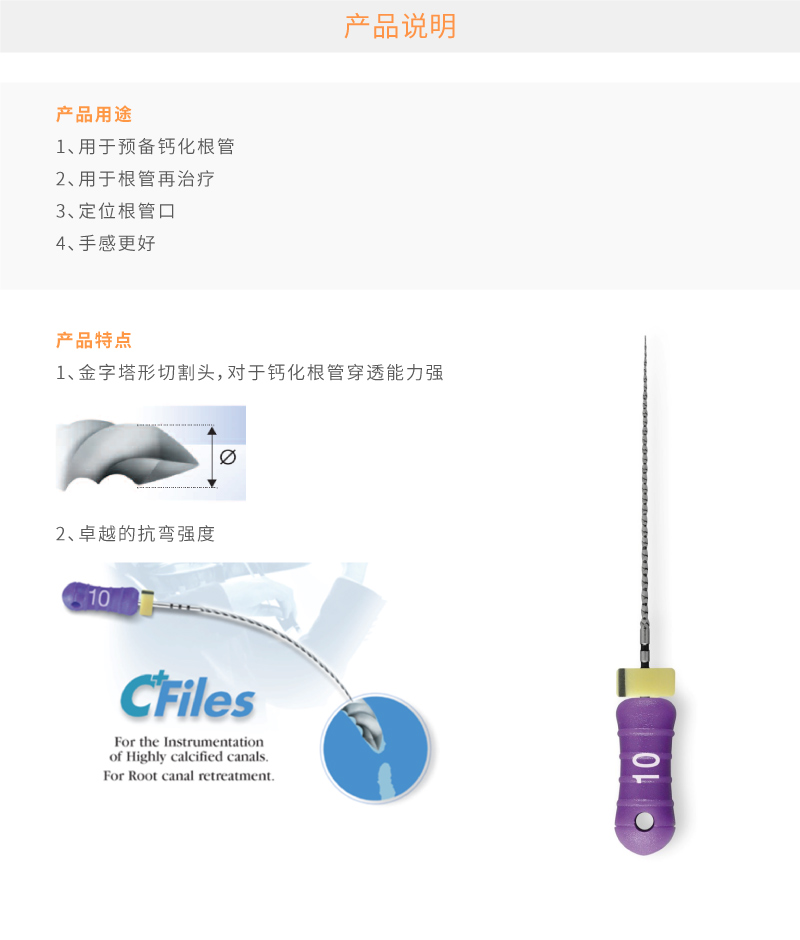 产品说明
产品用途
1、用于预备钙化根管
2、用于根管再治疗
3、定位根管口
4、手感更好
产品特点
1、金字塔形切割头，对于钙化根管穿透能力强
Ø
2、卓越的抗弯强度
10
C+Files
For the Instrumentation
of Highly calcified canals.
For Root canal retreatment.
10